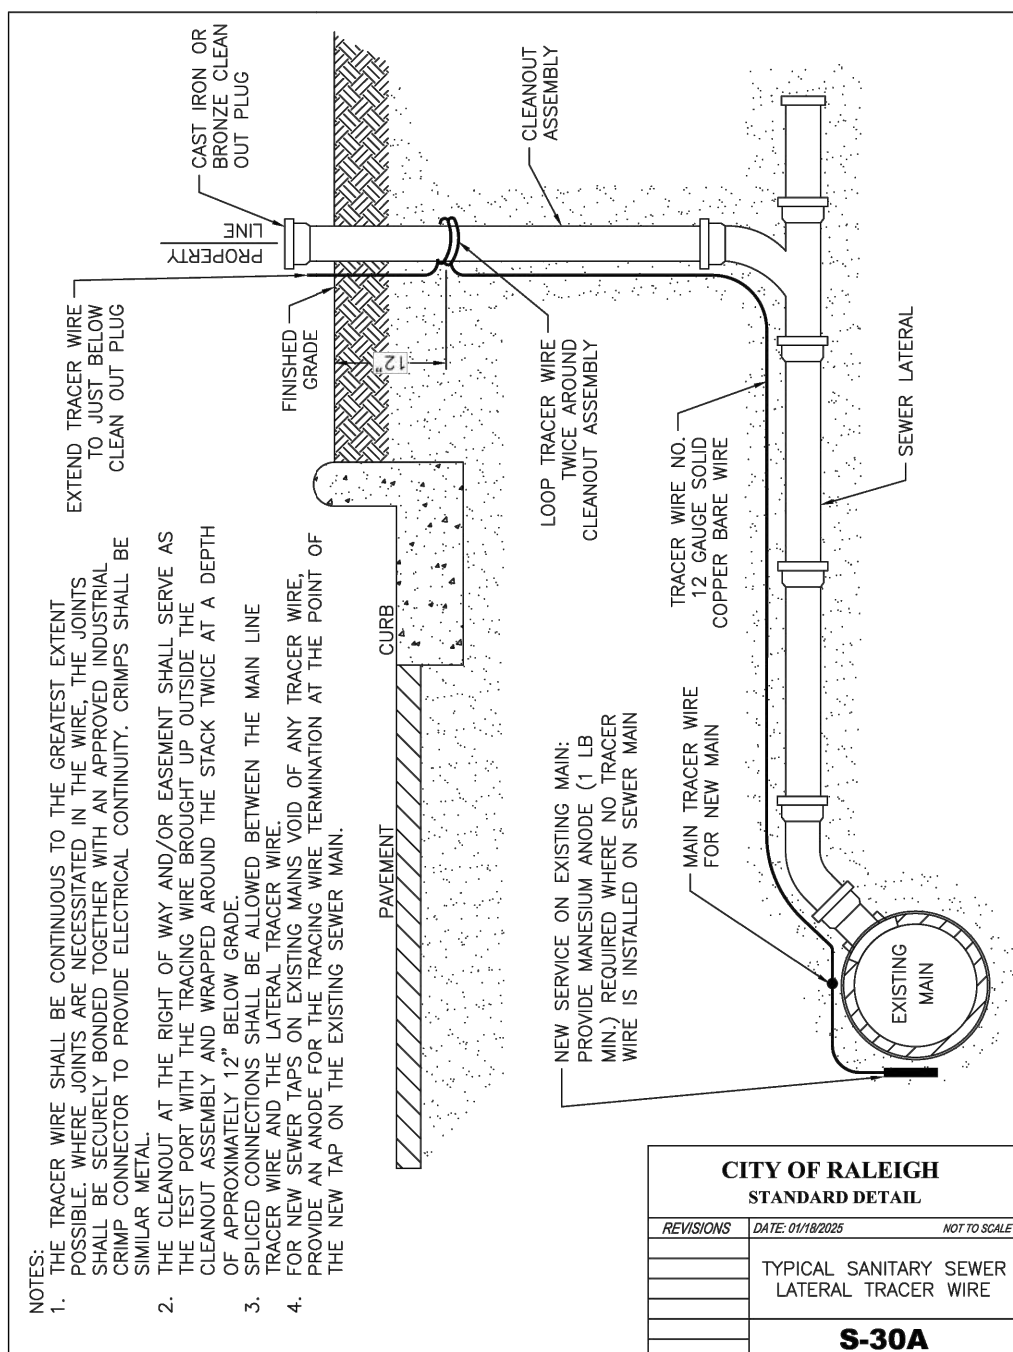 NOTES:
1. THE TRACER WIRE SHALL BE CONTINUOUS TO THE GREATEST EXTENT
POSSIBLE. WHERE JOINTS ARE NECESSITATED IN THE WIRE, THE JOINTS
SHALL BE SECURELY BONDED TOGETHER WITH AN APPROVED INDUSTRIAL
CRIMP CONNECTOR TO PROVIDE ELECTRICAL CONTINUITY. CRIMPS SHALL BE
SIMILAR METAL.
2. THE CLEANOUT AT THE RIGHT OF WAY AND/OR EASEMENT SHALL SERVE AS
THE TEST PORT WITH THE TRACING WIRE BROUGHT UP OUTSIDE THE
CLEANOUT ASSEMBLY AND WRAPPED AROUND THE STACK TWICE AT A DEPTH
OF APPROXIMATELY 12" BELOW GRADE.
3. SPLICED CONNECTIONS SHALL BE ALLOWED BETWEEN THE MAIN LINE
TRACER WIRE AND THE LATERAL TRACER WIRE.
4. FOR NEW SEWER TAPS ON EXISTING MAINS VOID OF ANY TRACER WIRE,
PROVIDE AN ANODE FOR THE TRACING WIRE TERMINATION AT THE POINT OF
THE NEW TAP ON THE EXISTING SEWER MAIN.
EXTEND TRACER WIRE
TO JUST BELOW
CLEAN OUT PLUG
PROPERTY
LINE
CAST IRON OR
BRONZE CLEAN
OUT PLUG
FINISHED
GRADE
12"
PAVEMENT
CURB
LOOP TRACER WIRE
TWICE AROUND
CLEANOUT ASSEMBLY
CLEANOUT
ASSEMBLY
NEW SERVICE ON EXISTING MAIN:
PROVIDE MANESIUM ANODE (1 LB
MIN.) REQUIRED WHERE NO TRACER
WIRE IS INSTALLED ON SEWER MAIN
MAIN TRACER WIRE
FOR NEW MAIN
TRACER WIRE NO.
12 GAUGE SOLID
COPPER BARE WIRE
SEWER LATERAL
EXISTING
MAIN
CITY OF RALEIGH
STANDARD DETAIL
REVISIONS DATE: 01/18/2025 NOT TO SCALE
TYPICAL SANITARY SEWER
LATERAL TRACER WIRE
S-30A